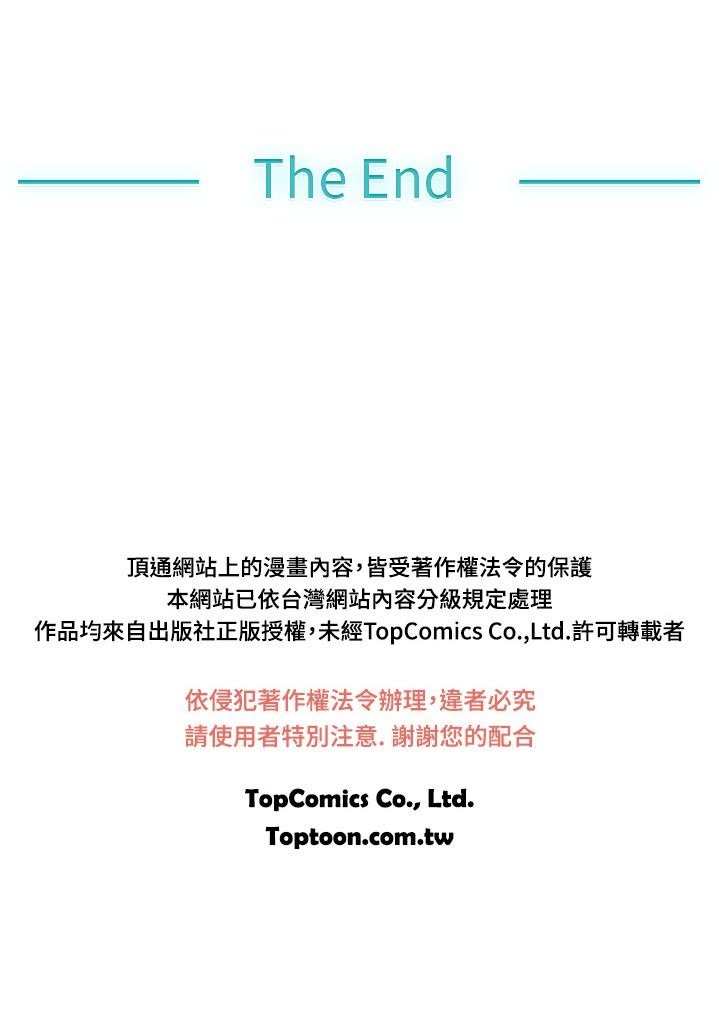 The End
頂通網站上的漫畫內容，皆受著作權法令的保護
本網站已依台灣網站內容分級規定處理
作品均來自出版社正版授權，未經TopComics Co.,Ltd.許可轉載者
依侵犯著作權法令辦理，違者必究
請使用者特別注意. 謝謝您的配合
TopComics Co., Ltd.
Toptoon.com.tw